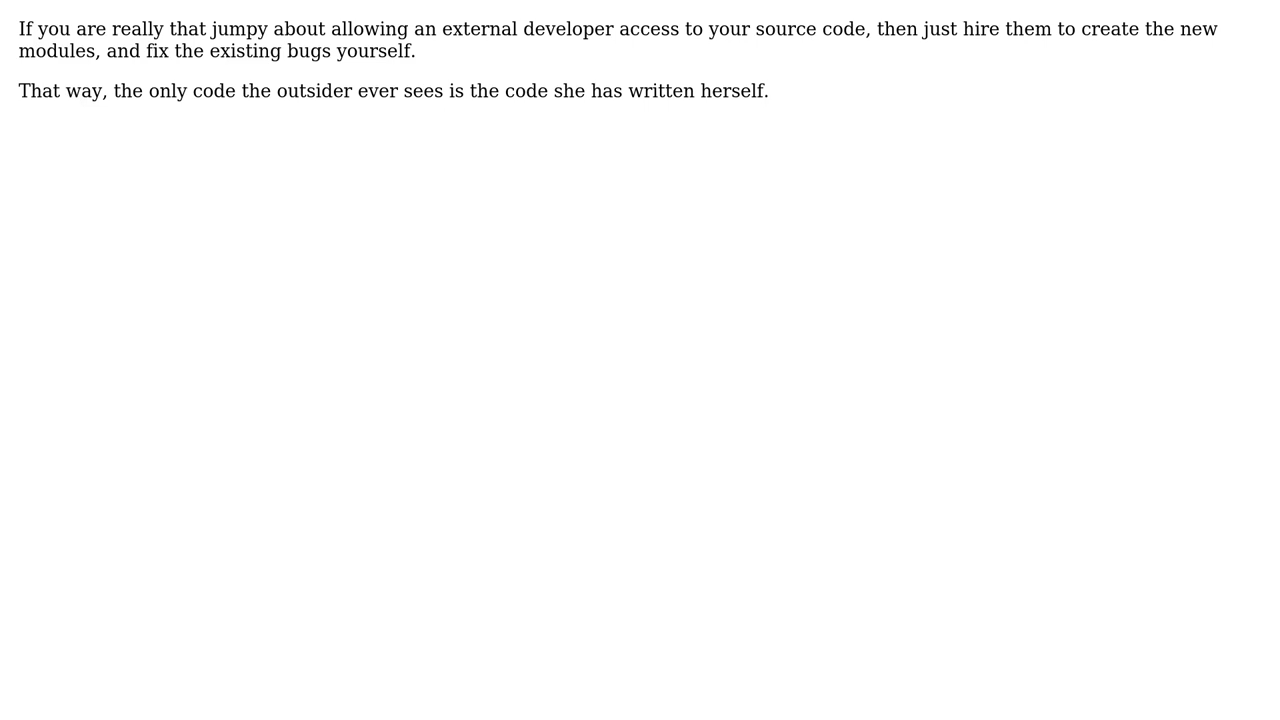 If you are really that jumpy about allowing an external developer access to your source code, then just hire them to create the new
modules, and fix the existing bugs yourself.
That way, the only code the outsider ever sees is the code she has written herself.